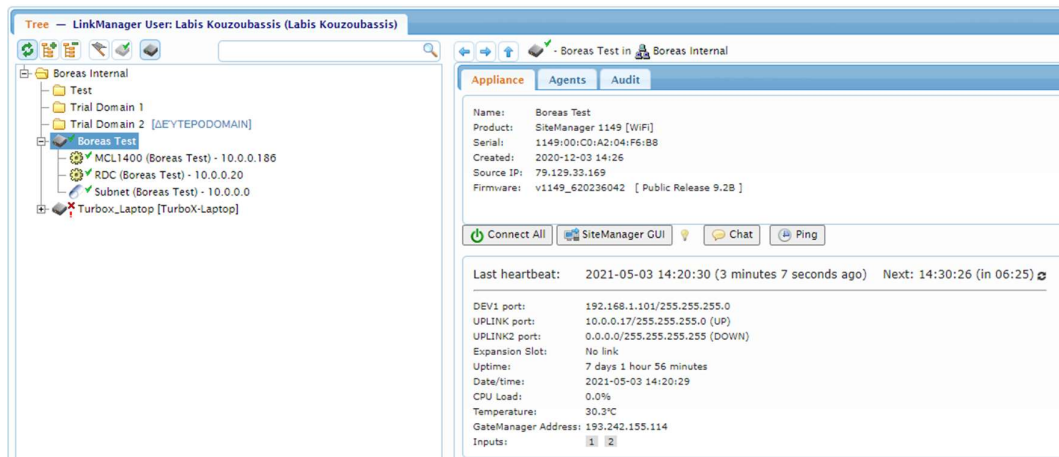 Tree — LinkManager User: Labis Kouzoubassis (Labis Kouzoubassis)
Boreas Internal
Test
Trial Domain 1
Trial Domain 2 [ΔΕΎΤΕΡΟDOMAIN]
Boreas Test
MCL1400 (Boreas Test) - 10.0.0.186
RDC (Boreas Test) - 10.0.0.20
Subnet (Boreas Test) - 10.0.0.0
Turbox_Laptop [TurboX-Laptop]
- Boreas Test in Boreas Internal
Appliance Agents Audit
Name: Boreas Test
Product: SiteManager 1149 [WiFi]
Serial: 1149:00:C0:A2:04:F6:B8
Created: 2020-12-03 14:26
Source IP: 79.129.33.169
Firmware: v1149_620236042 [ Public Release 9.2B ]
Connect All SiteManager GUI Chat Ping
Last heartbeat: 2021-05-03 14:20:30 (3 minutes 7 seconds ago) Next: 14:30:26 (in 06:25)
DEV1 port: 192.168.1.101/255.255.255.0
UPLINK port: 10.0.0.17/255.255.255.0 (UP)
UPLINK2 port: 0.0.0.0/255.255.255.255 (DOWN)
Expansion Slot: No link
Uptime: 7 days 1 hour 56 minutes
Date/time: 2021-05-03 14:20:29
CPU Load: 0.0%
Temperature: 30.3°C
GateManager Address: 193.242.155.114
Inputs: 1 2